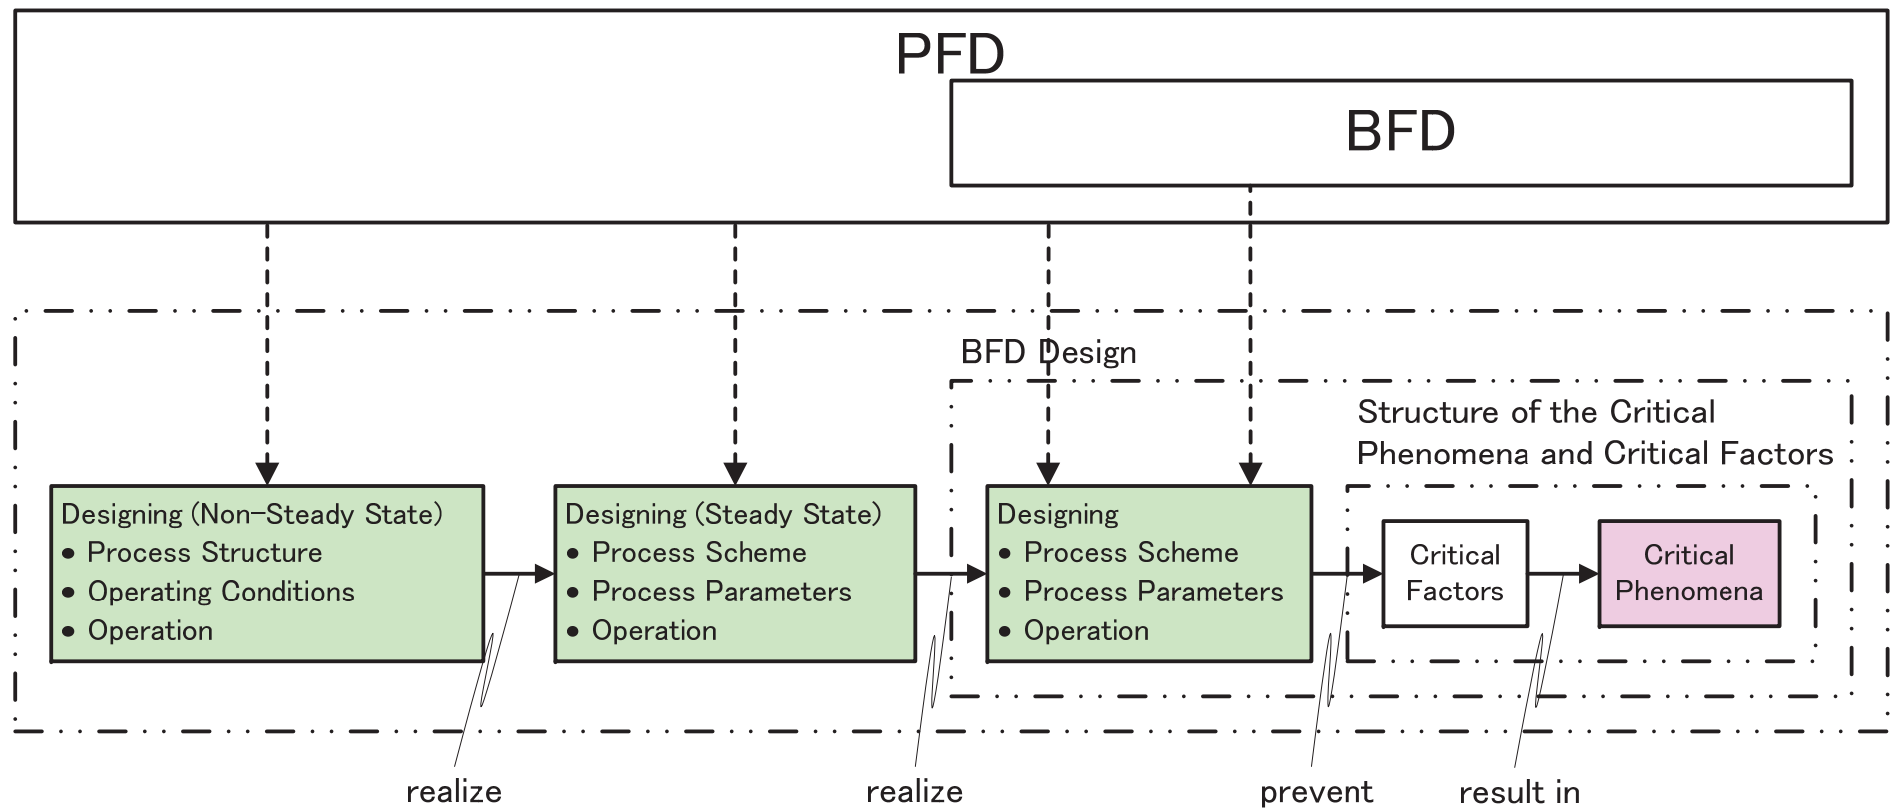 PFD
BFD
BFD Design
Structure of the Critical
Phenomena and Critical Factors
Designing (Non-Steady State)
• Process Structure
• Operating Conditions
• Operation
Designing (Steady State)
• Process Scheme
• Process Parameters
• Operation
Designing
• Process Scheme
• Process Parameters
• Operation
Critical
Factors
Critical
Phenomena
realize
realize
prevent
result in